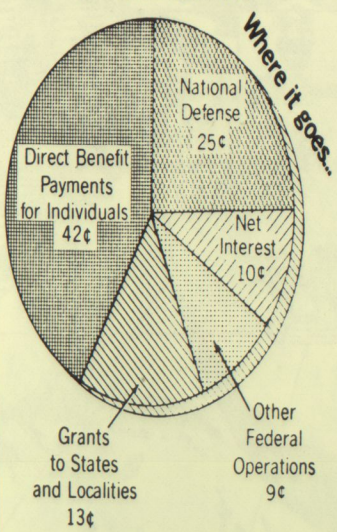 Where it goes...
National
Defense
25¢
Direct Benefit
Payments
for Individuals
42¢
Net
Interest
10¢
Other
Federal
Operations
9¢
Grants
to States
and Localities
13¢